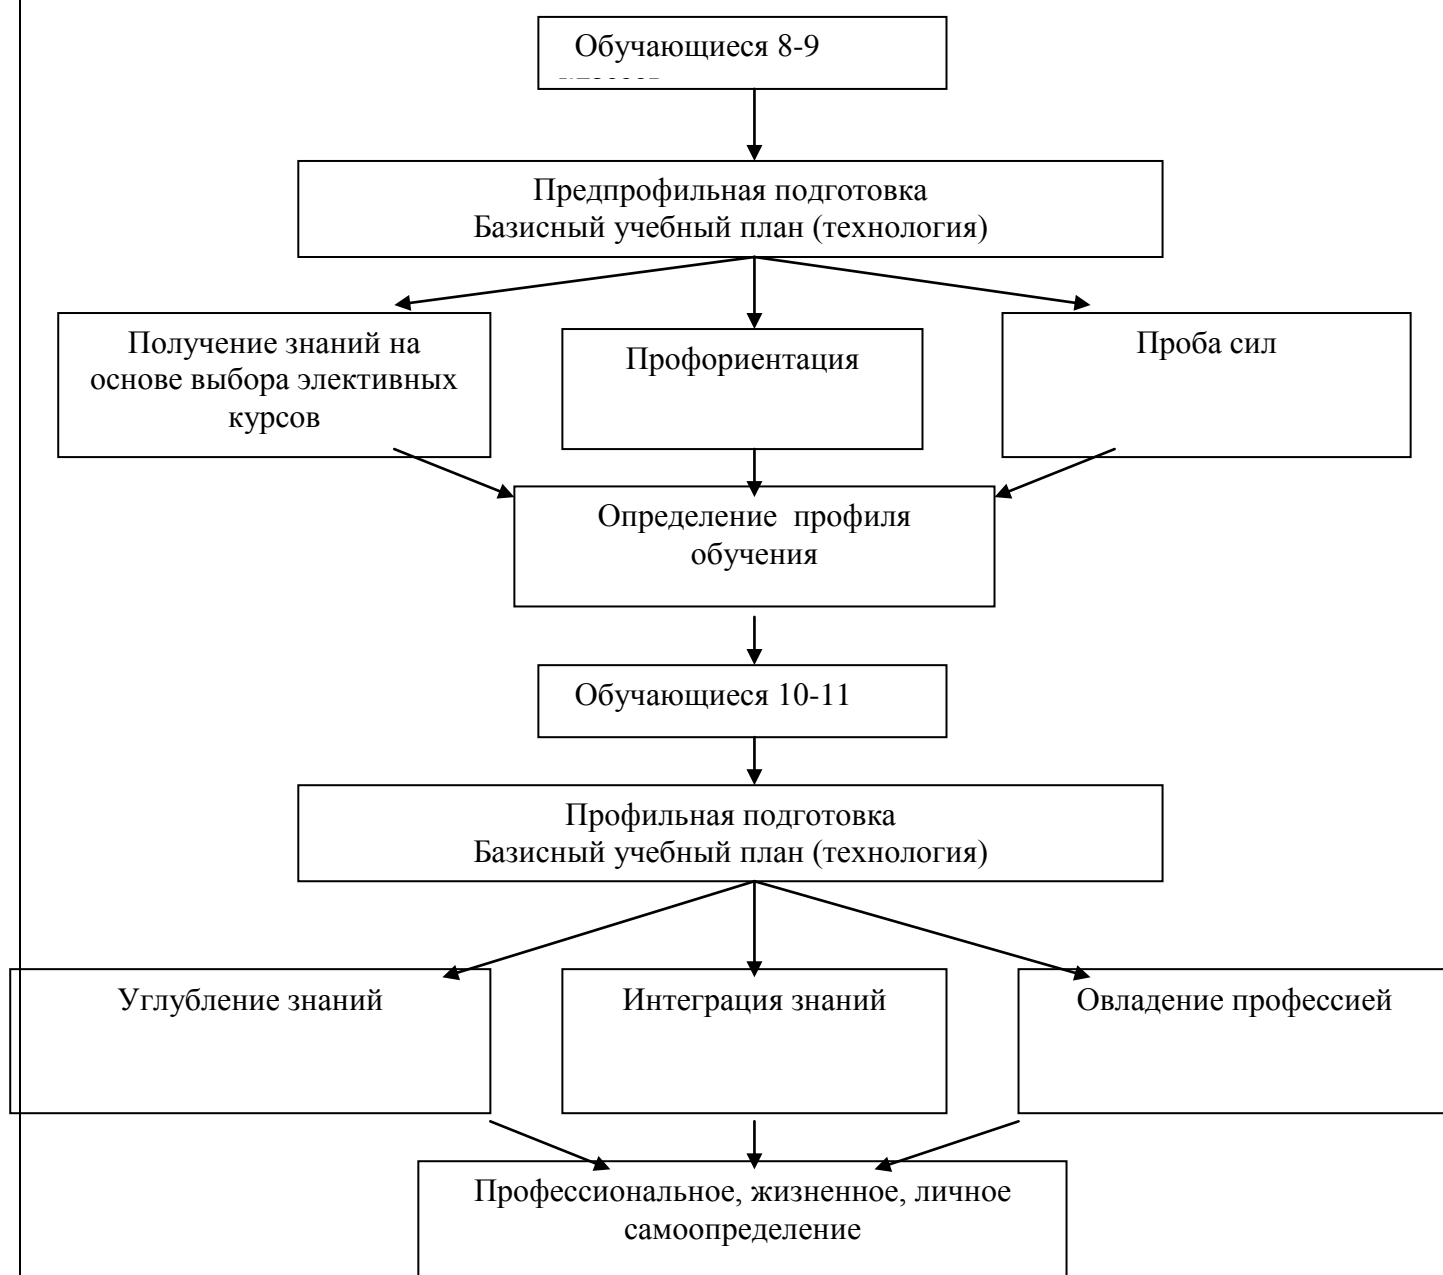 Обучающиеся 8-9
Предпрофильная подготовка
Базисный учебный план (технология)
Получение знаний на
основе выбора элективных
курсов
Профориентация
Проба сил
Определение профиля
обучения
Обучающиеся 10-11
Профильная подготовка
Базисный учебный план (технология)
Углубление знаний
Интеграция знаний
Овладение профессией
Профессиональное, жизненное, личное
самоопределение